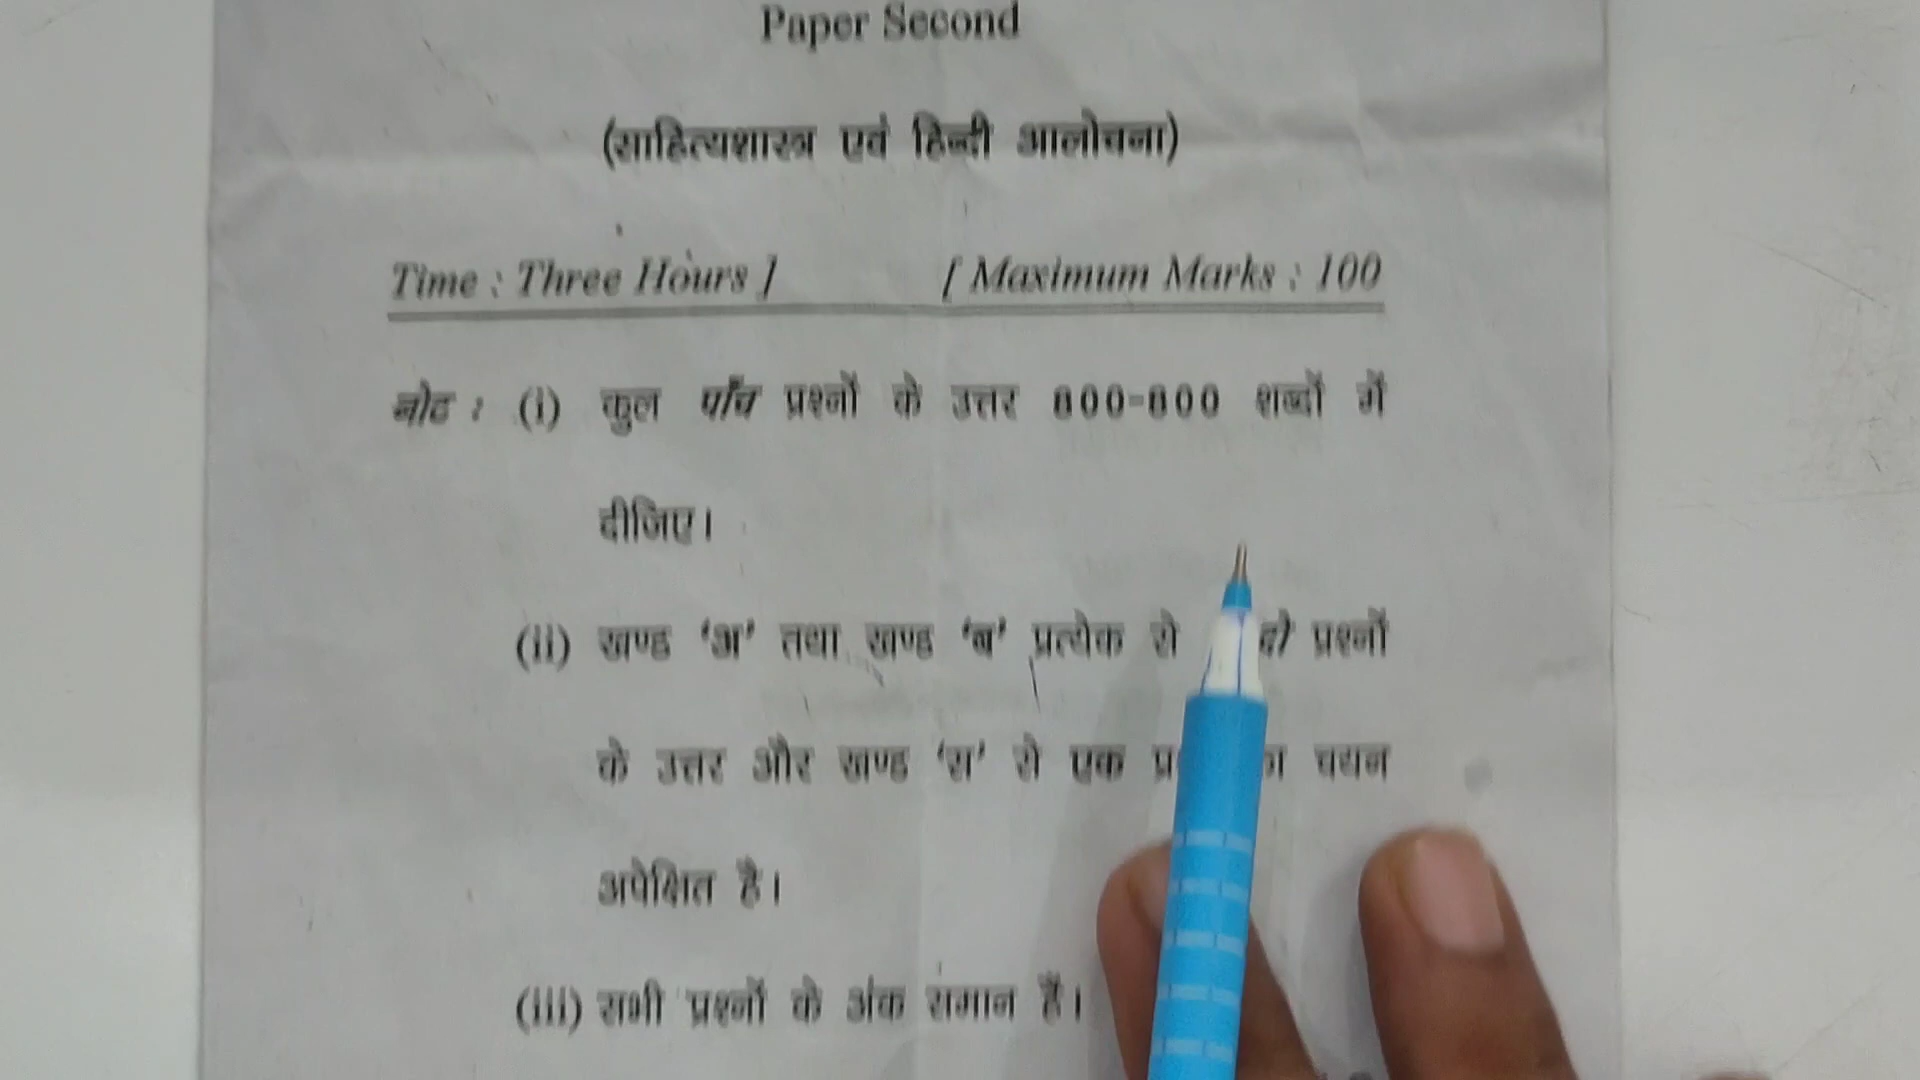 Paper Second
(साहित्यशास्त्र एवं हिन्दी आलोचना)
Time : Three Hours ] [ Maximum Marks : 100
नोट : (i) कुल पाँच प्रश्नों के उत्तर 800-800 शब्दों में
दीजिए।
(ii) खण्ड ‘अ’ तथा खण्ड ‘ब’ प्रत्येक से दो प्रश्नों
के उत्तर और खण्ड ‘स’ से एक चयन
अपेक्षित है।
(iii) सभी प्रश्नों के अंक समान हैं।